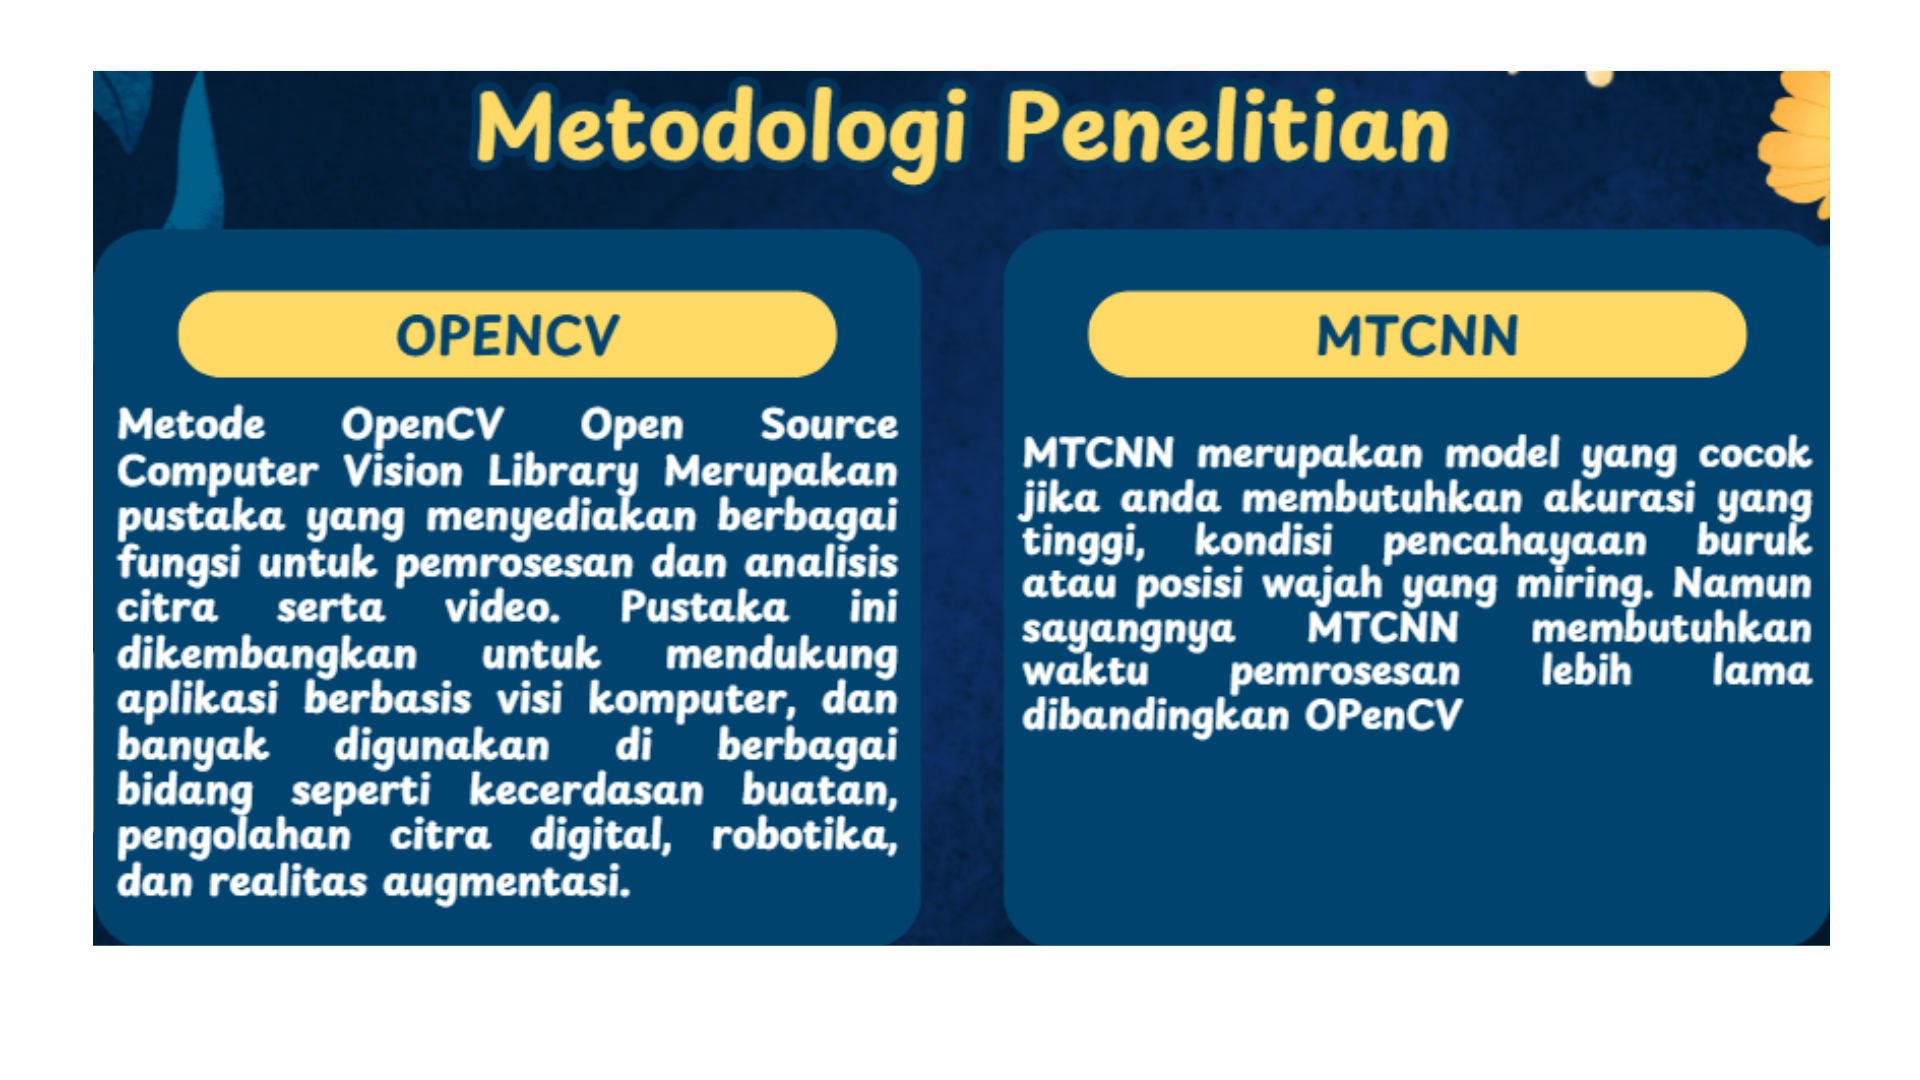 Metodologi Penelitian
OPENCV
Metode OpenCV Open Source
Computer Vision Library Merupakan
pustaka yang menyediakan berbagai
fungsi untuk pemrosesan dan analisis
citra serta video. Pustaka ini
dikembangkan untuk mendukung
aplikasi berbasis visi komputer, dan
banyak digunakan di berbagai
bidang seperti kecerdasan buatan,
pengolahan citra digital, robotika,
dan realitas augmentasi.
MTCNN
MTCNN merupakan model yang cocok
jika anda membutuhkan akurasi yang
tinggi, kondisi pencahayaan buruk
atau posisi wajah yang miring. Namun
sayangnya MTCNN membutuhkan
waktu pemrosesan lebih lama
dibandingkan OPenCV